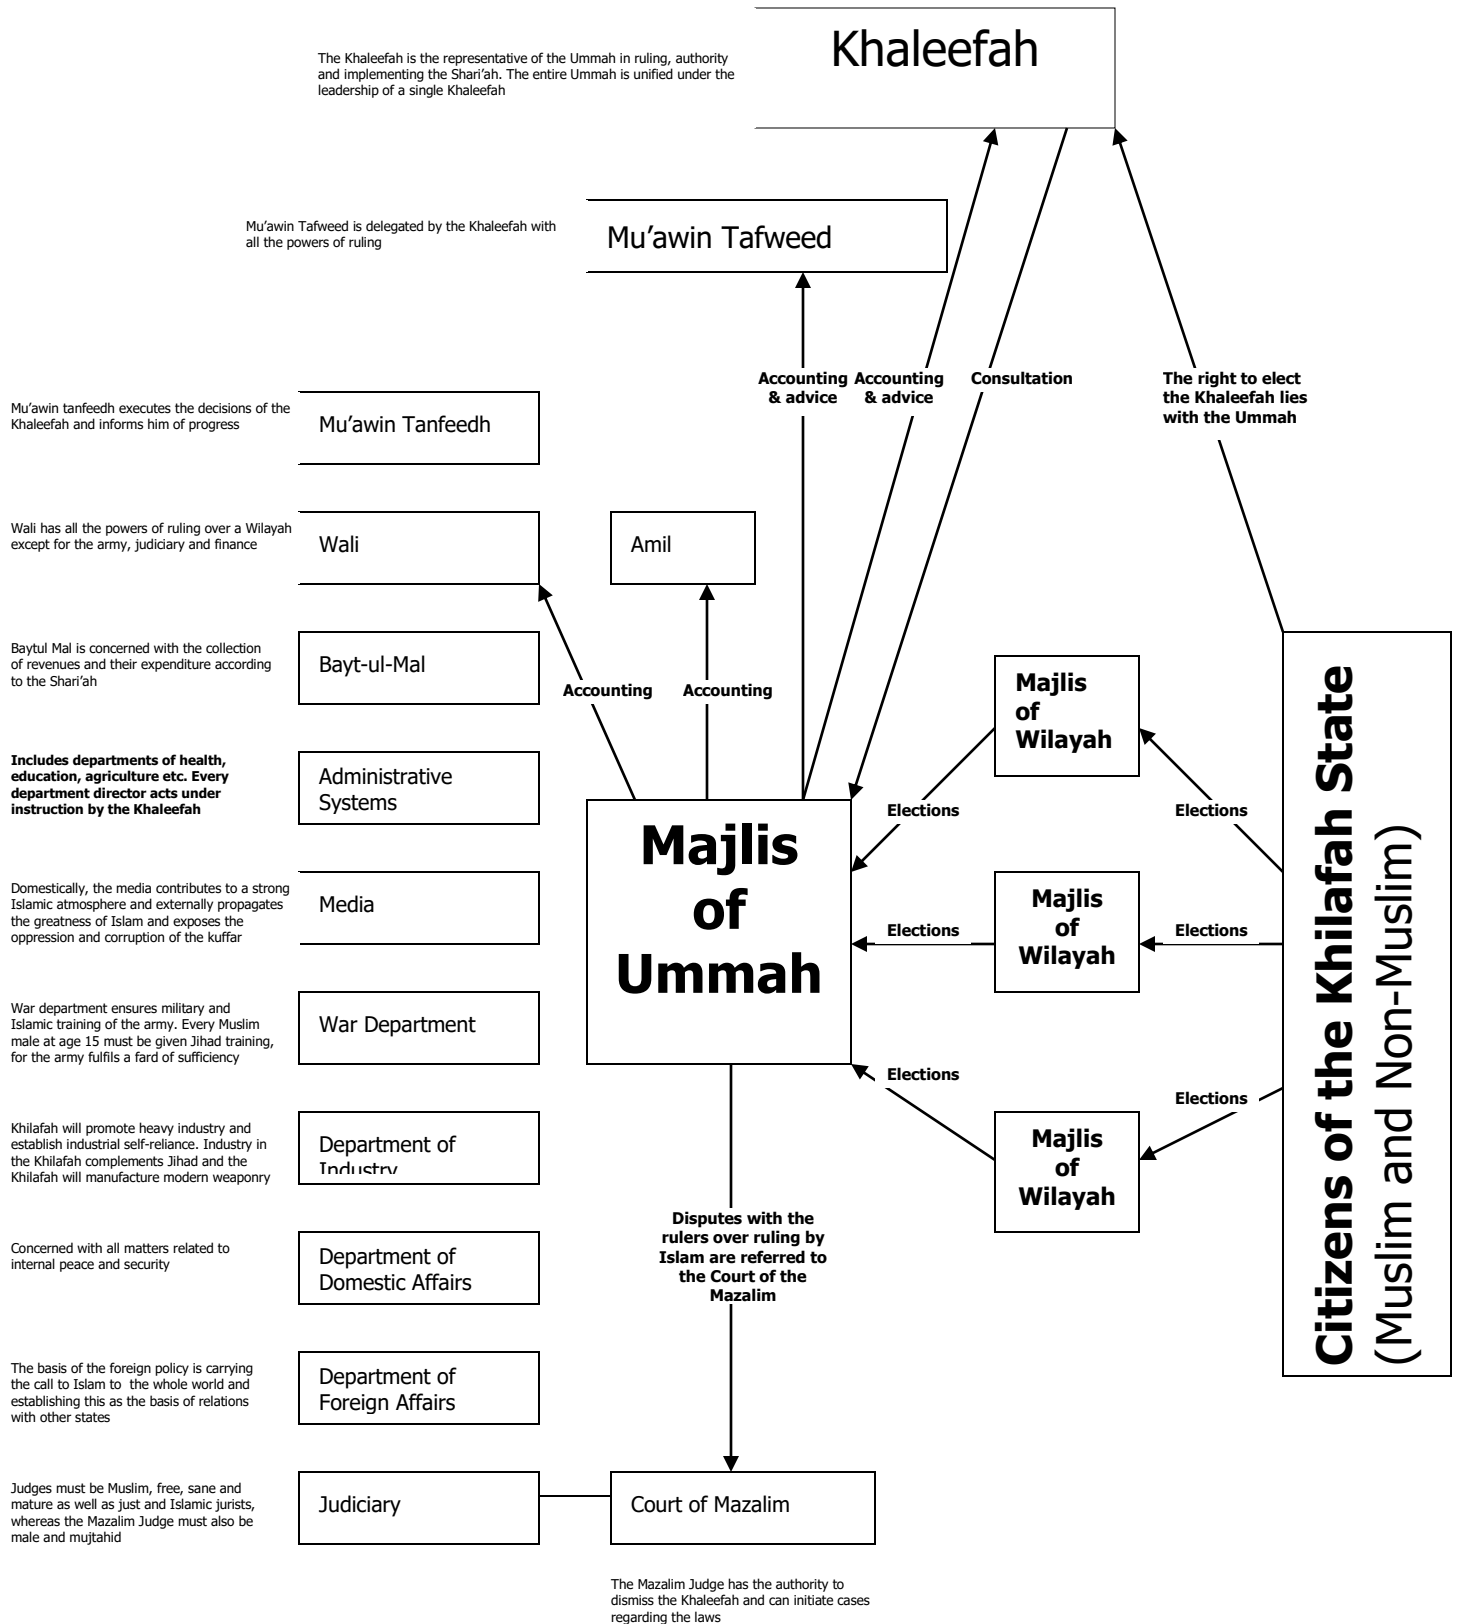 Khaleefah
The Khaleefah is the representative of the Ummah in ruling, authority
and implementing the Shari'ah. The entire Ummah is unified under the
leadership of a single Khaleefah
Mu'awin Tafweed is delegated by the Khaleefah with
all the powers of ruling
Mu'awin Tafweed
Accounting
& advice
Accounting
& advice
Consultation
The right to elect
the Khaleefah lies
with the Ummah
Mu'awin tanfeedh executes the decisions of the
Khaleefah and informs him of progress
Mu'awin Tanfeedh
Wali has all the powers of ruling over a Wilayah
except for the army, judiciary and finance
Wali
Amil
Baytul Mal is concerned with the collection
of revenues and their expenditure according
to the Shari'ah
Bayt-ul-Mal
Accounting
Accounting
Majlis
of
Wilayah
Includes departments of health,
education, agriculture etc. Every
department director acts under
instruction by the Khaleefah
Administrative
Systems
Elections
Elections
Majlis
of
Ummah
Domestically, the media contributes to a strong
Islamic atmosphere and externally propagates
the greatness of Islam and exposes the
oppression and corruption of the kuffar
Media
Elections
Majlis
of
Wilayah
Elections
War department ensures military and
Islamic training of the army. Every Muslim
male at age 15 must be given Jihad training,
for the army fulfils a fard of sufficiency
War Department
Elections
Elections
Majlis
of
Wilayah
Citizens of the Khilafah State
(Muslim and Non-Muslim)
Khilafah will promote heavy industry and
establish industrial self-reliance. Industry in
the Khilafah complements Jihad and the
Khilafah will manufacture modern weaponry
Department of
Industry
Disputes with the
rulers over ruling by
Islam are referred to
the Court of the
Mazalim
Concerned with all matters related to
internal peace and security
Department of
Domestic Affairs
The basis of the foreign policy is carrying
the call to Islam to  the whole world and
establishing this as the basis of relations
with other states
Department of
Foreign Affairs
Judges must be Muslim, free, sane and
mature as well as just and Islamic jurists,
whereas the Mazalim Judge must also be
male and mujtahid
Judiciary
Court of Mazalim
The Mazalim Judge has the authority to
dismiss the Khaleefah and can initiate cases
regarding the laws